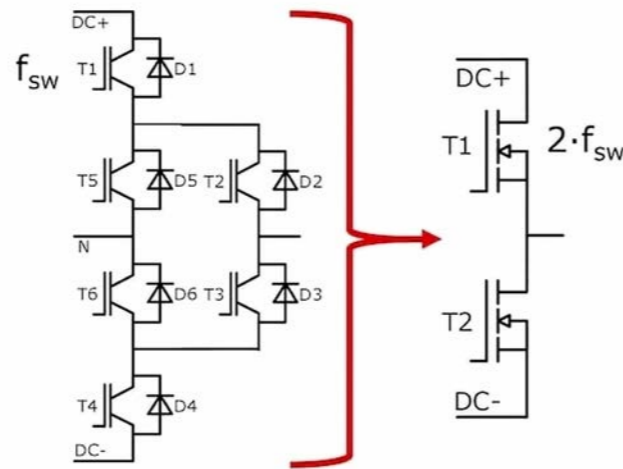 DC+
f_sw
T1
D1
T5
D5
T2
D2
N
T6
D6
T3
D3
T4
D4
DC-
DC+
T1
2·f_sw
T2
DC-